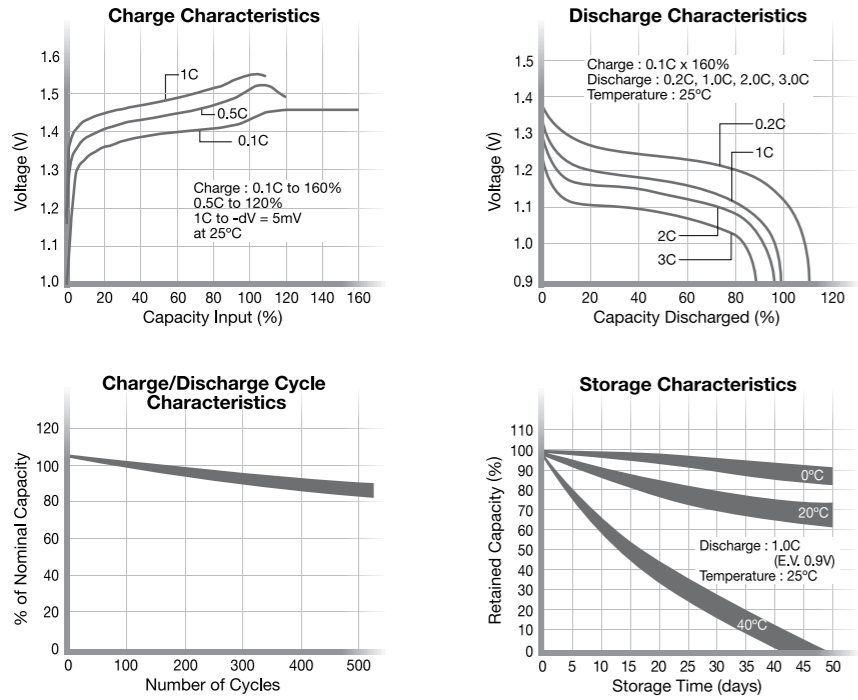 Charge Characteristics
1.6
1.5
1.4
1.3
1.2
1.1
1.0
Voltage (V)
1C
0.5C
0.1C
Charge : 0.1C to 160%
0.5C to 120%
1C to -dV = 5mV
at 25ºC
0 20 40 60 80 100 120 140 160
Capacity Input (%)
Discharge Characteristics
1.5
1.4
1.3
1.2
1.1
1.0
0.9
Voltage (V)
Charge : 0.1C x 160%
Discharge : 0.2C, 1.0C, 2.0C, 3.0C
Temperature : 25ºC
0.2C
1C
2C
3C
0 20 40 60 80 100 120
Capacity Discharged (%)
Charge/Discharge Cycle
Characteristics
120
100
80
60
40
20
0
% of Nominal Capacity
0 100 200 300 400 500
Number of Cycles
Storage Characteristics
110
100
90
80
70
60
50
40
30
20
10
0
Retained Capacity (%)
0ºC
20ºC
40ºC
Discharge : 1.0C
(E.V. 0.9V)
Temperature : 25ºC
0 5 10 15 20 25 30 35 40 45 50
Storage Time (days)